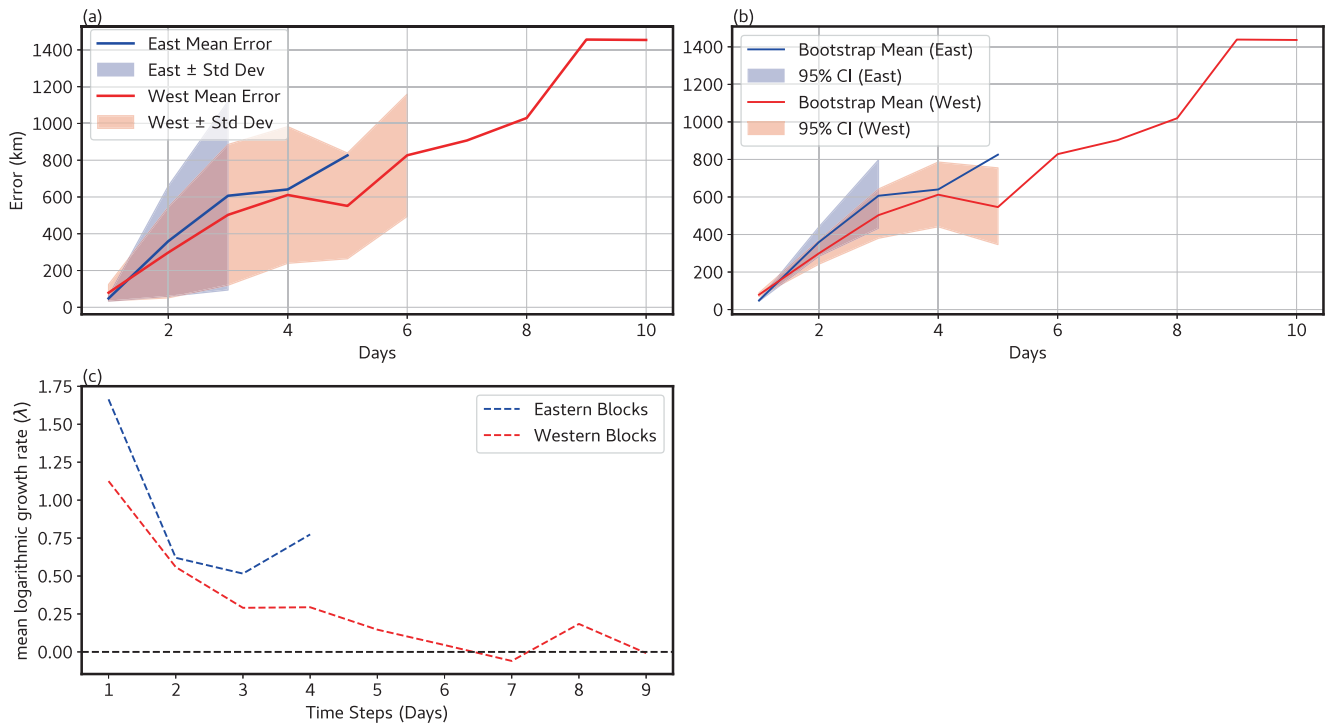 (a)
East Mean Error
East ± Std Dev
West Mean Error
West ± Std Dev
1400
1200
1000
800
600
400
200
0
Error (km)
2
4
6
8
10
Days
(b)
Bootstrap Mean (East)
95% CI (East)
Bootstrap Mean (West)
95% CI (West)
1400
1200
1000
800
600
400
200
0
2
4
6
8
10
Days
(c)
Eastern Blocks
Western Blocks
1.75
1.50
1.25
1.00
0.75
0.50
0.25
0.00
mean logarithmic growth rate (λ)
1
2
3
4
5
6
7
8
9
Time Steps (Days)